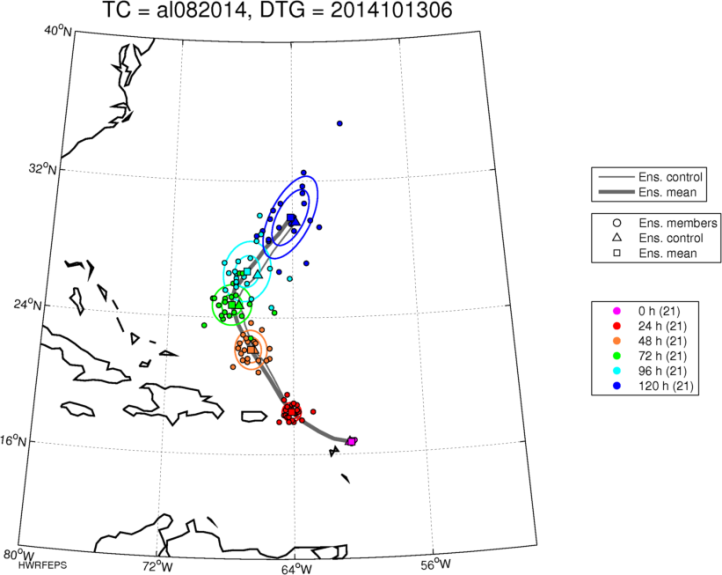 TC = al082014, DTG = 2014101306
40°N
32°N
24°N
16°N
80°W
72°W
64°W
56°W
HWRFEPS
Ens. control
Ens. mean
Ens. members
Ens. control
Ens. mean
0 h (21)
24 h (21)
48 h (21)
72 h (21)
96 h (21)
120 h (21)